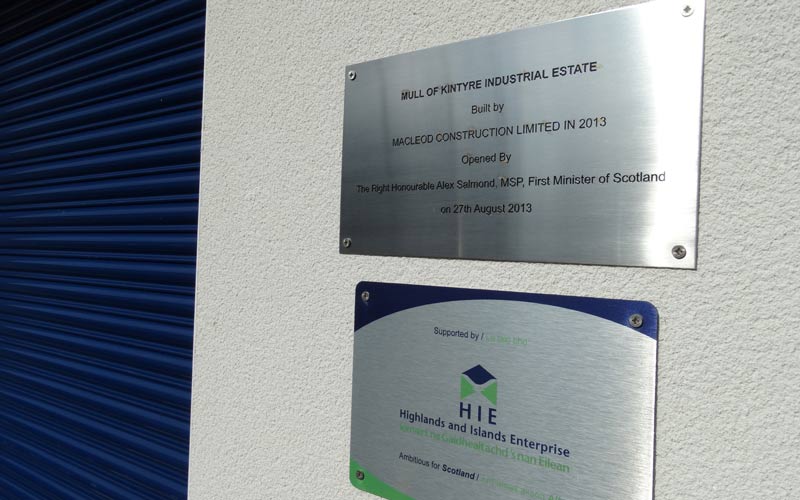 MULL OF KINTYRE INDUSTRIAL ESTATE
Built by
MACLEOD CONSTRUCTION LIMITED IN 2013
Opened By
The Right Honourable Alex Salmond, MSP, First Minister of Scotland
on 27th August 2013
Supported by /
HIE
Highlands and Islands Enterprise
Iomairt na Gàidhealtachd 's nan Eilean
Ambitious for Scotland /